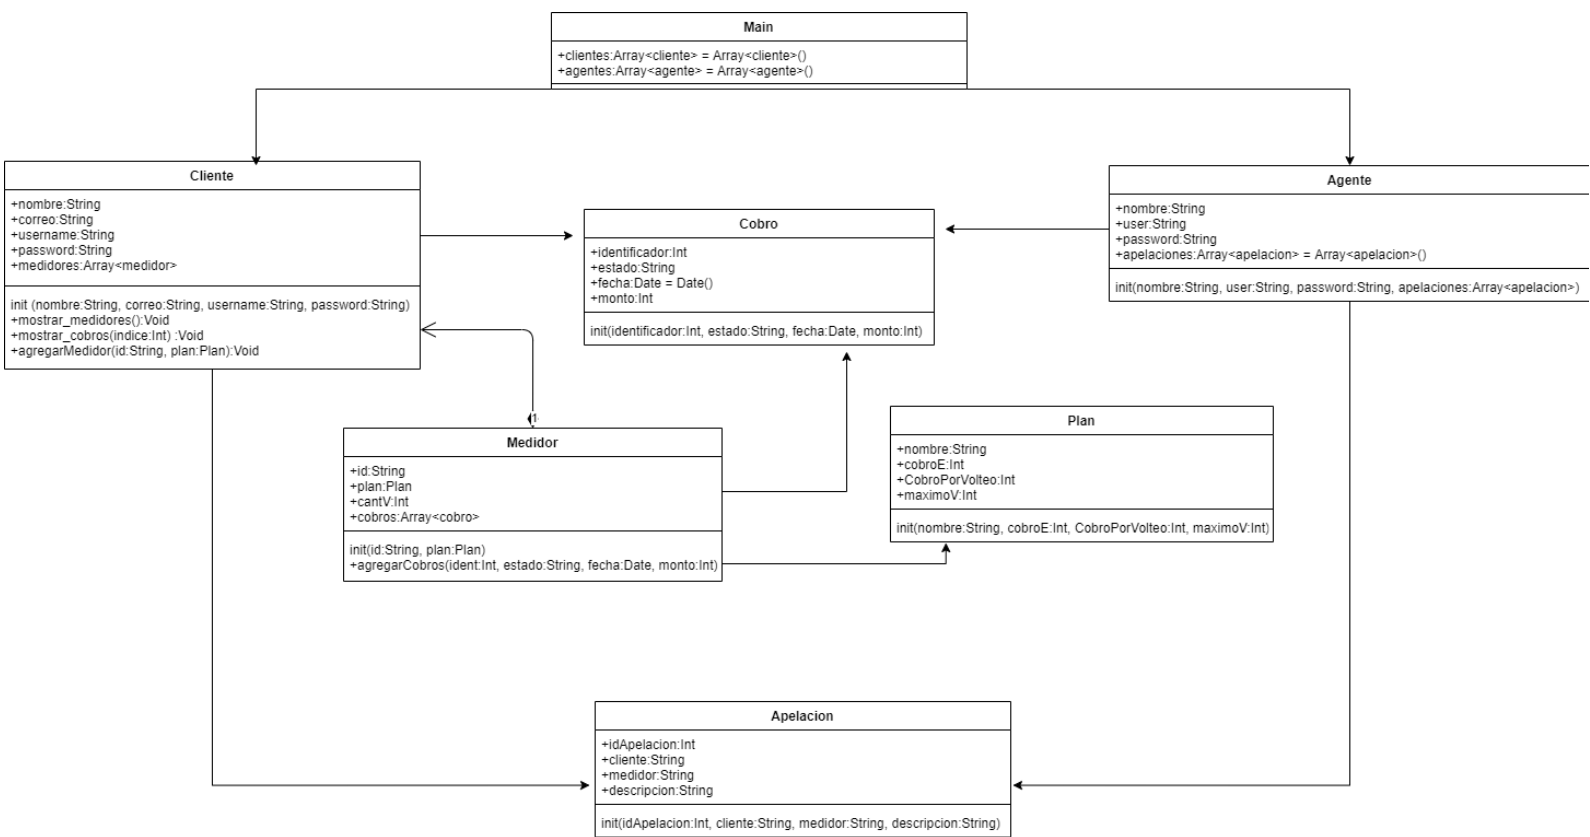 Main
+clientes:Array<cliente> = Array<cliente>()
+agentes:Array<agente> = Array<agente>()
Cliente
+nombre:String
+correo:String
+username:String
+password:String
+medidores:Array<medidor>
init (nombre:String, correo:String, username:String, password:String)
+mostrar_medidores():Void
+mostrar_cobros(indice:Int) :Void
+agregarMedidor(id:String, plan:Plan):Void
Cobro
+identificador:Int
+estado:String
+fecha:Date = Date()
+monto:Int
init(identificador:Int, estado:String, fecha:Date, monto:Int)
Agente
+nombre:String
+user:String
+password:String
+apelaciones:Array<apelacion> = Array<apelacion>()
init(nombre:String, user:String, password:String, apelaciones:Array<apelacion>)
1
Medidor
+id:String
+plan:Plan
+cantV:Int
+cobros:Array<cobro>
init(id:String, plan:Plan)
+agregarCobros(ident:Int, estado:String, fecha:Date, monto:Int)
Plan
+nombre:String
+cobroE:Int
+CobroPorVolteo:Int
+maximoV:Int
init(nombre:String, cobroE:Int, CobroPorVolteo:Int, maximoV:Int)
Apelacion
+idApelacion:Int
+cliente:String
+medidor:String
+descripcion:String
init(idApelacion:Int, cliente:String, medidor:String, descripcion:String)